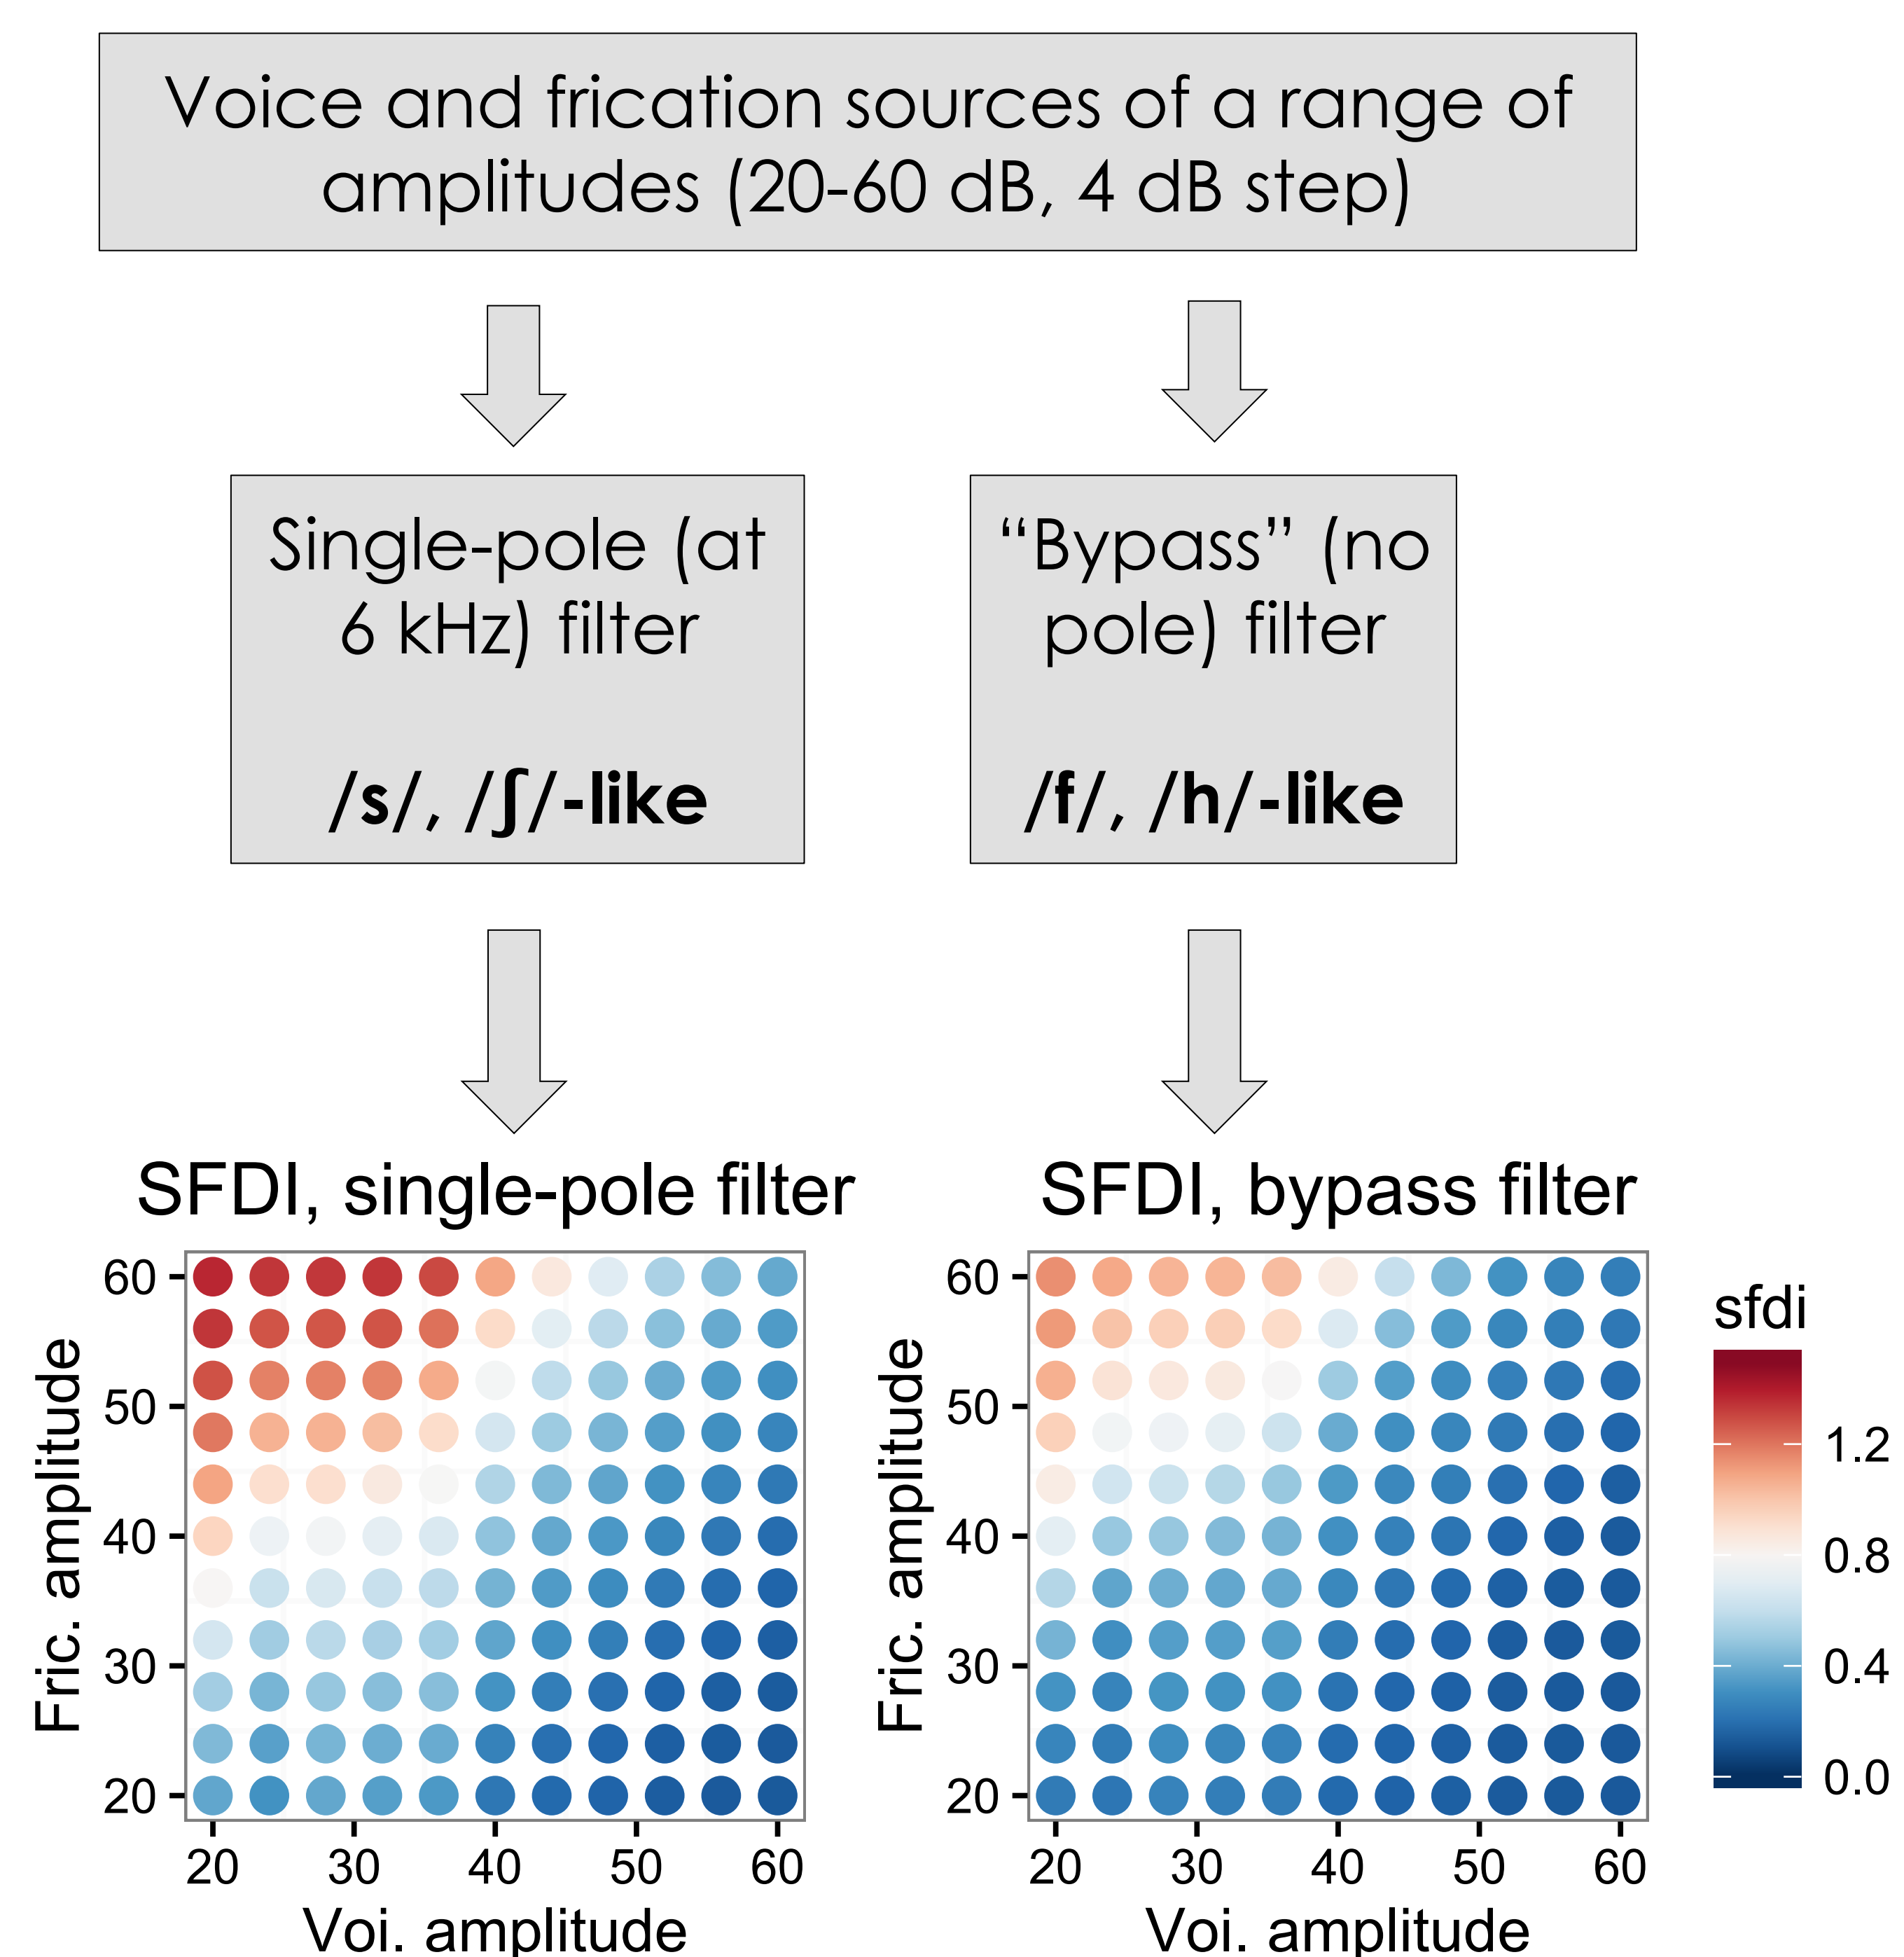 Voice and frication sources of a range of
amplitudes (20-60 dB, 4 dB step)
Single-pole (at
6 kHz) filter
/s/, /ʃ/-like
“Bypass” (no
pole) filter
/f/, /h/-like
SFDI, single-pole filter
Fric. amplitude
60
50
40
30
20
20 30 40 50 60
Voi. amplitude
SFDI, bypass filter
Fric. amplitude
60
50
40
30
20
20 30 40 50 60
Voi. amplitude
sfdi
1.2
0.8
0.4
0.0